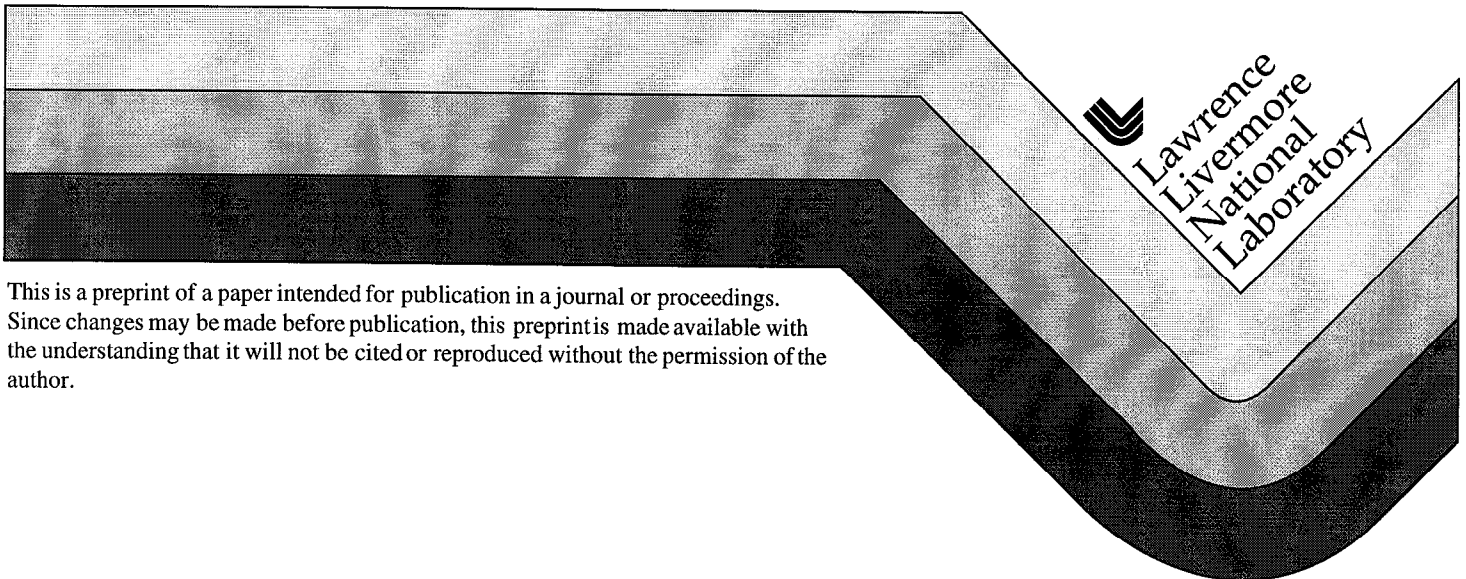 Lawrence
Livermore
National
Laboratory
This is a preprint of a paper intended for publication in a journal or proceedings.
Since changes may be made before publication, this preprint is made available with
the understanding that it will not be cited or reproduced without the permission of the
author.